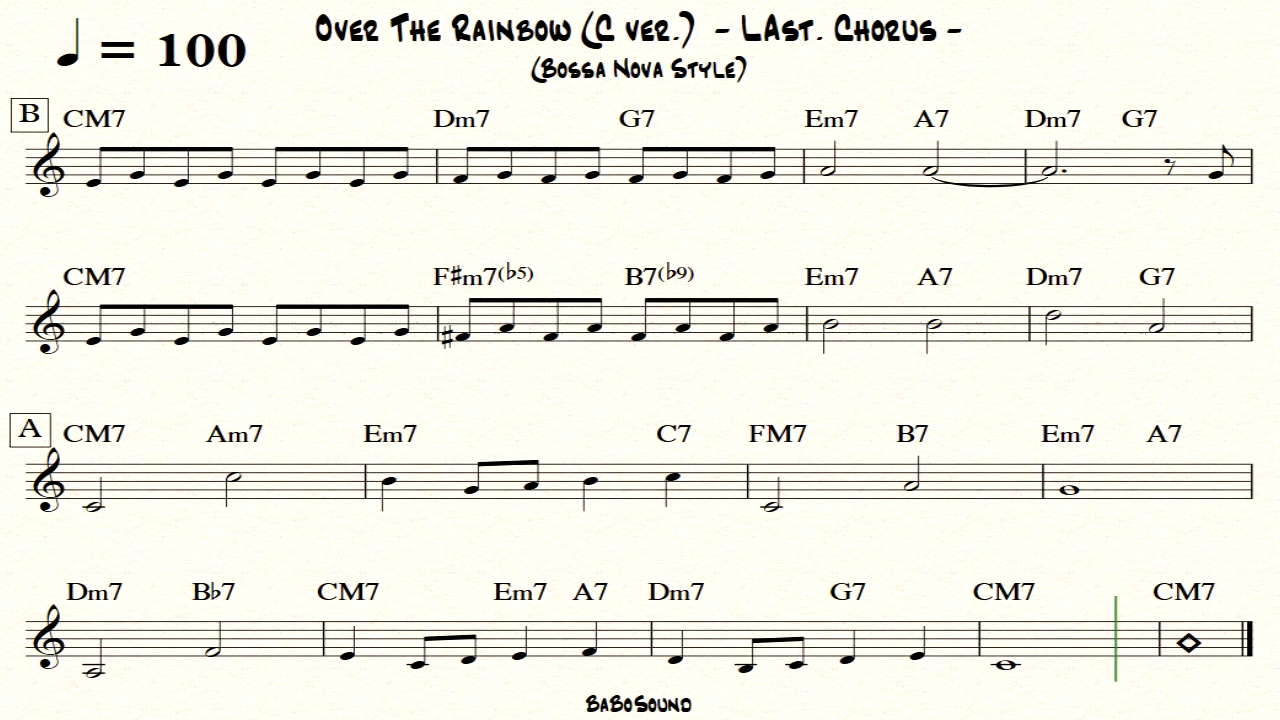 ♩ = 100
OVER THE RAINBOW (C VER.) - LAST. CHORUS -
(BOSSA NOVA STYLE)
B CM7 Dm7 G7 Em7 A7 Dm7 G7
CM7 F♯m7(♭5) B7(♭9) Em7 A7 Dm7 G7
A CM7 Am7 Em7 C7 FM7 B7 Em7 A7
Dm7 B♭7 CM7 Em7 A7 Dm7 G7 CM7 CM7
BABOSOUND